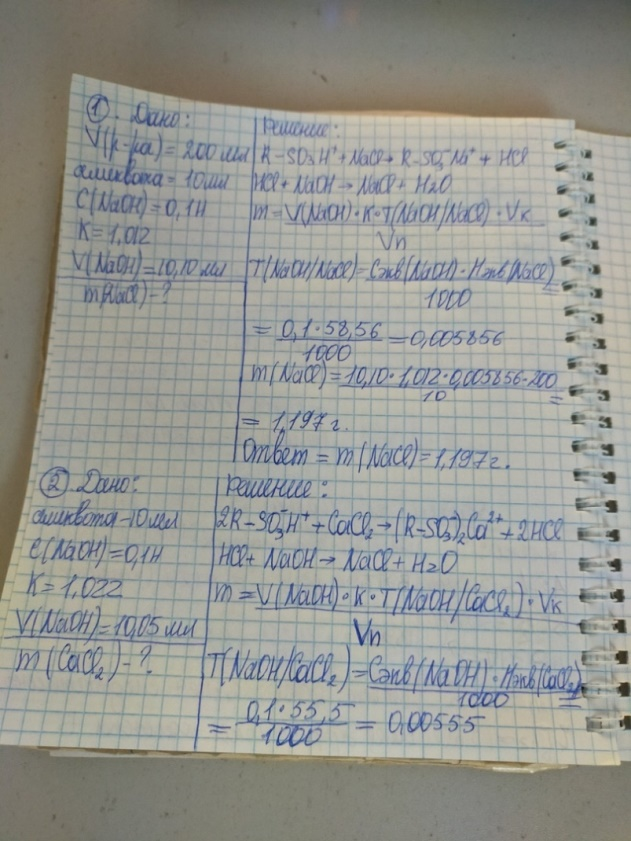 ① Дано:
V(р-ра) = 200 мл
аликвота = 10 мл
C(NaOH) = 0,1Н
K = 1,012
V(NaOH) = 10,10 мл
m(NaCl) - ?
Решение:
R-SO₃H⁺ + NaCl → R-SO₃⁻Na⁺ + HCl
HCl + NaOH → NaCl + H₂O
m = V(NaOH)·K·T(NaOH/NaCl)·Vк
Vп
T(NaOH/NaCl) = Cэкв(NaOH)·Mэкв(NaCl) =
1000
= 0,1·58,56 = 0,005856
1000
m(NaCl) = 10,10·1,012·0,005856·200 =
10
= 1,197 г.
Ответ = m(NaCl) = 1,197 г.
② Дано:
аликвота - 10 мл
C(NaOH) = 0,1Н
K = 1,022
V(NaOH) = 10,05 мл
m(CaCl₂) - ?
Решение:
2R-SO₃⁻H⁺ + CaCl₂ → (R-SO₃⁻)₂Ca²⁺ + 2HCl
HCl + NaOH → NaCl + H₂O
m = V(NaOH)·K·T(NaOH/CaCl₂)·Vк
Vп
T(NaOH/CaCl₂) = Cэкв(NaOH)·Mэкв(CaCl₂) =
1000
= 0,1·55,5 = 0,00555
1000